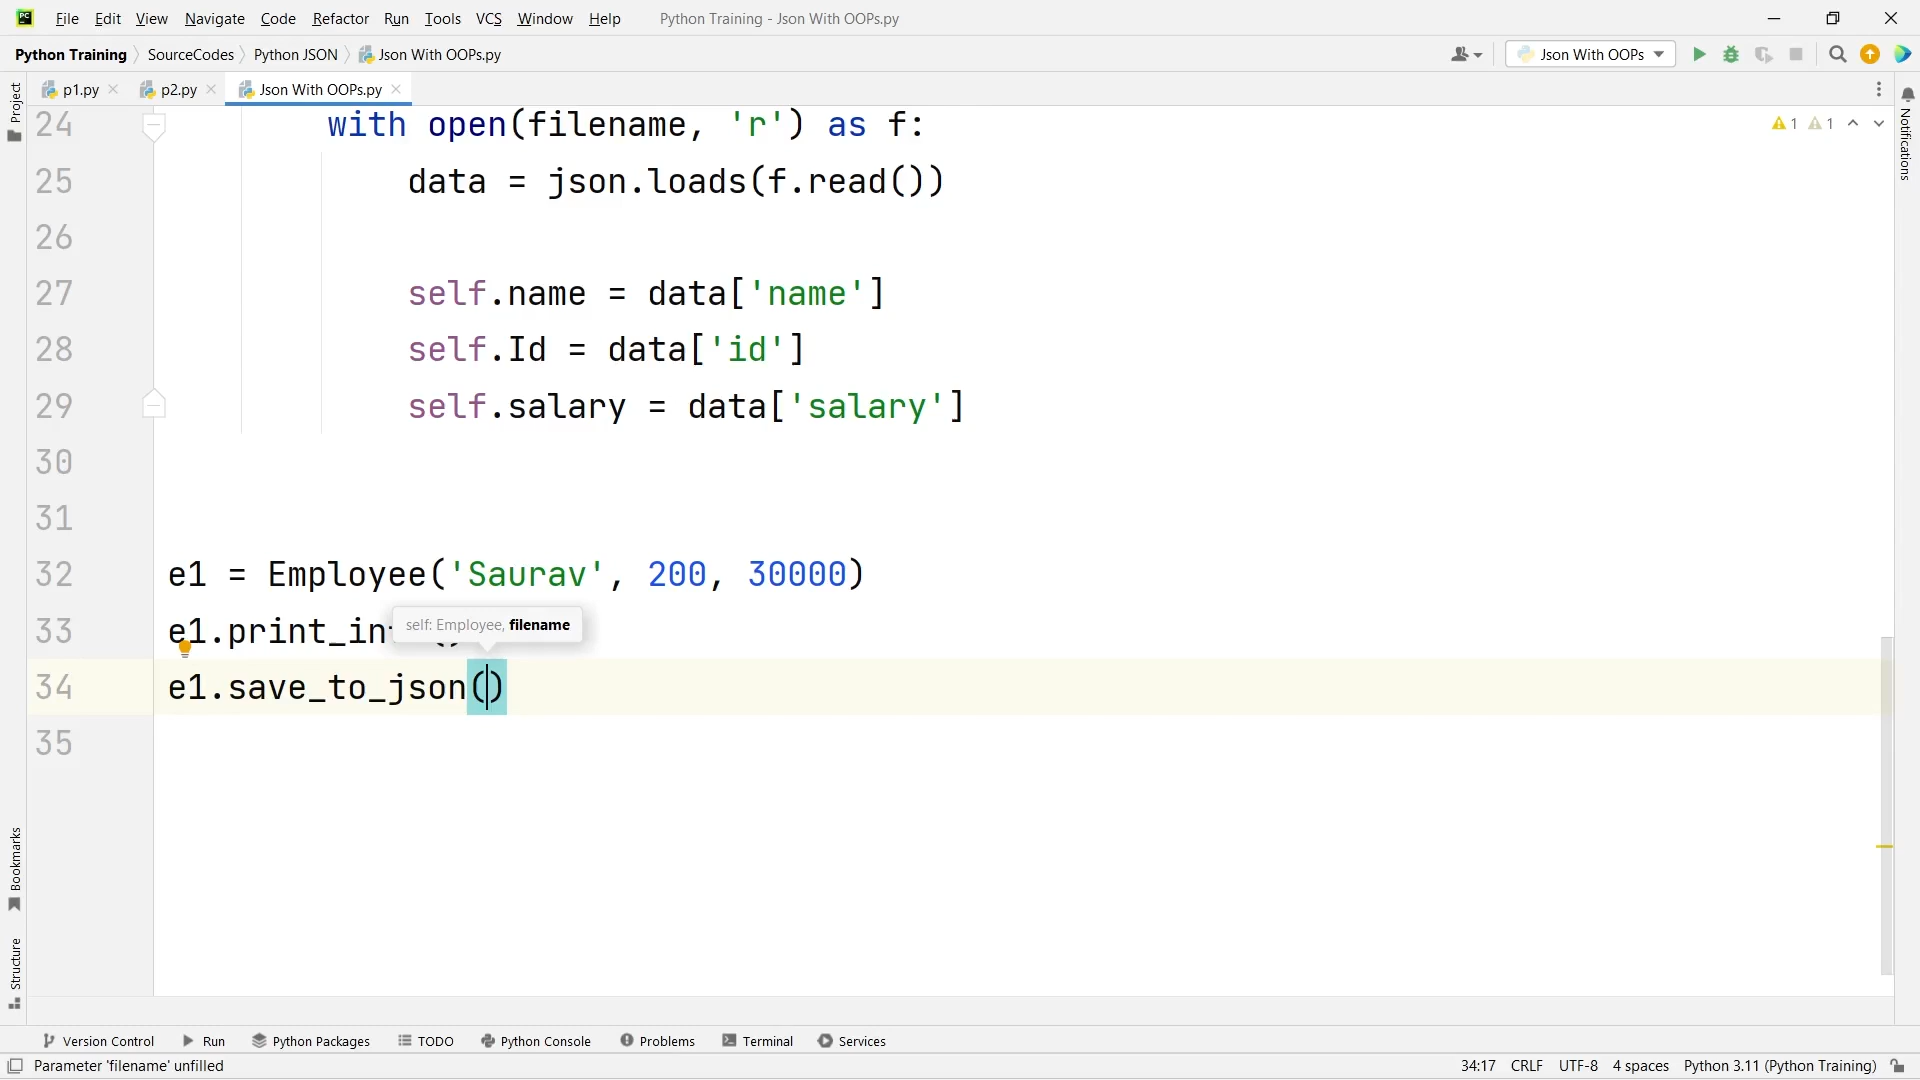 PC File Edit View Navigate Code Refactor Run Tools VCS Window Help Python Training - Json With OOPs.py
Python Training SourceCodes Python JSON Json With OOPs.py Json With OOPs
Project p1.py p2.py Json With OOPs.py
Notifications
24 with open(filename, 'r') as f: 1 1
25 data = json.loads(f.read())
26
27 self.name = data['name']
28 self.Id = data['id']
29 self.salary = data['salary']
30
31
32 e1 = Employee('Saurav', 200, 30000)
self: Employee, filename
33 e1.print_in
34 e1.save_to_json()
35
Bookmarks
Structure
Version Control Run Python Packages TODO Python Console Problems Terminal Services
Parameter 'filename' unfilled 34:17 CRLF UTF-8 4 spaces Python 3.11 (Python Training)